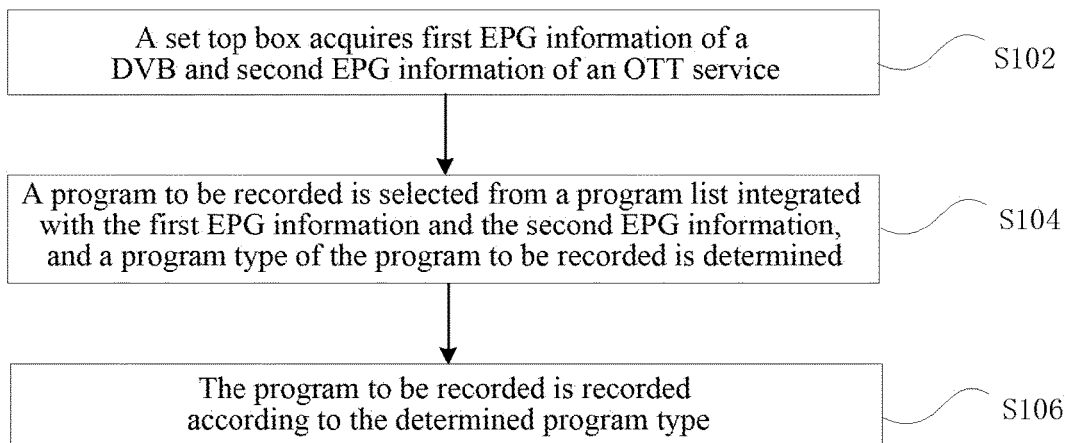 A set top box acquires first EPG information of a
DVB and second EPG information of an OTT service
S102
A program to be recorded is selected from a program list integrated
with the first EPG information and the second EPG information,
and a program type of the program to be recorded is determined
S104
The program to be recorded is recorded
according to the determined program type
S106